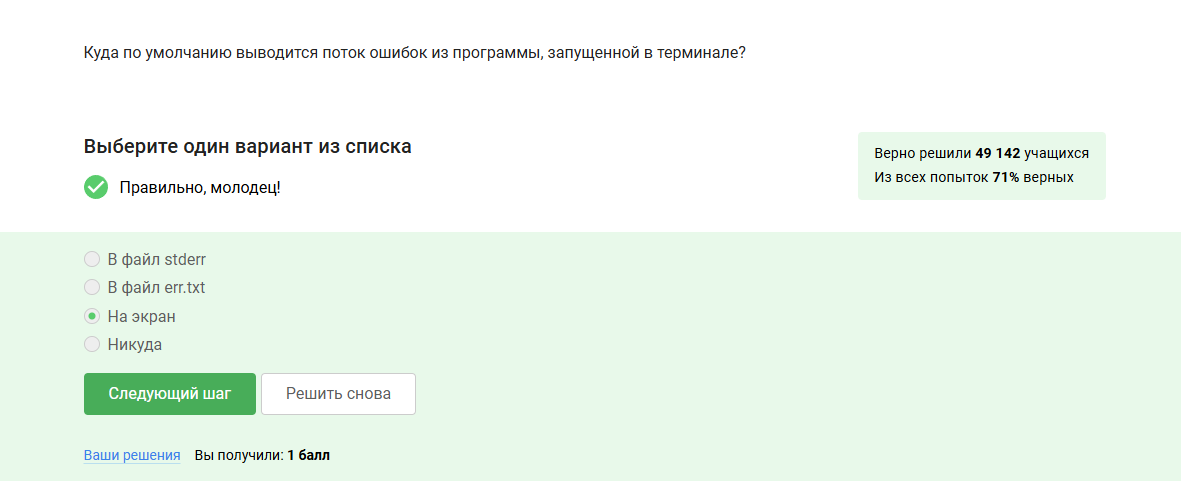 Куда по умолчанию выводится поток ошибок из программы, запущенной в терминале?
Выберите один вариант из списка
Правильно, молодец!
Верно решили 49 142 учащихся
Из всех попыток 71% верных
В файл stderr
В файл err.txt
На экран
Никуда
Следующий шаг
Решить снова
Ваши решения Вы получили: 1 балл